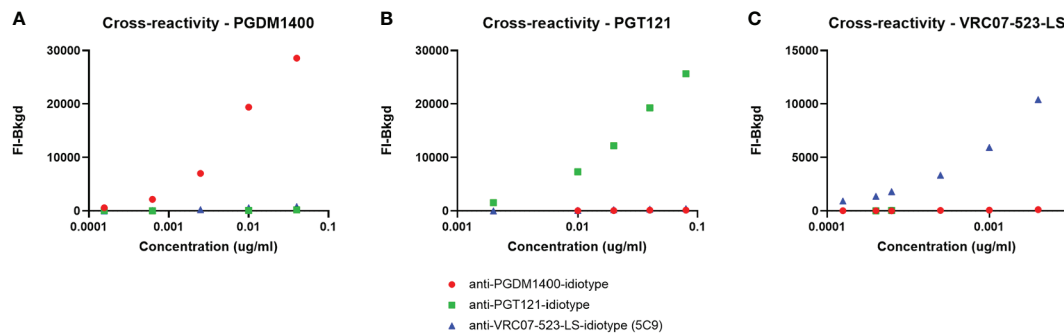 A
Cross-reactivity - PGDM1400
30000
20000
10000
0
FI-Bkgd
0.0001
0.001
0.01
0.1
Concentration (ug/ml)
B
Cross-reactivity - PGT121
30000
20000
10000
0
FI-Bkgd
0.001
0.01
0.1
Concentration (ug/ml)
C
Cross-reactivity - VRC07-523-LS
15000
10000
5000
0
FI-Bkgd
0.0001
0.001
Concentration (ug/ml)
anti-PGDM1400-idiotype
anti-PGT121-idiotype
anti-VRC07-523-LS-idiotype (5C9)